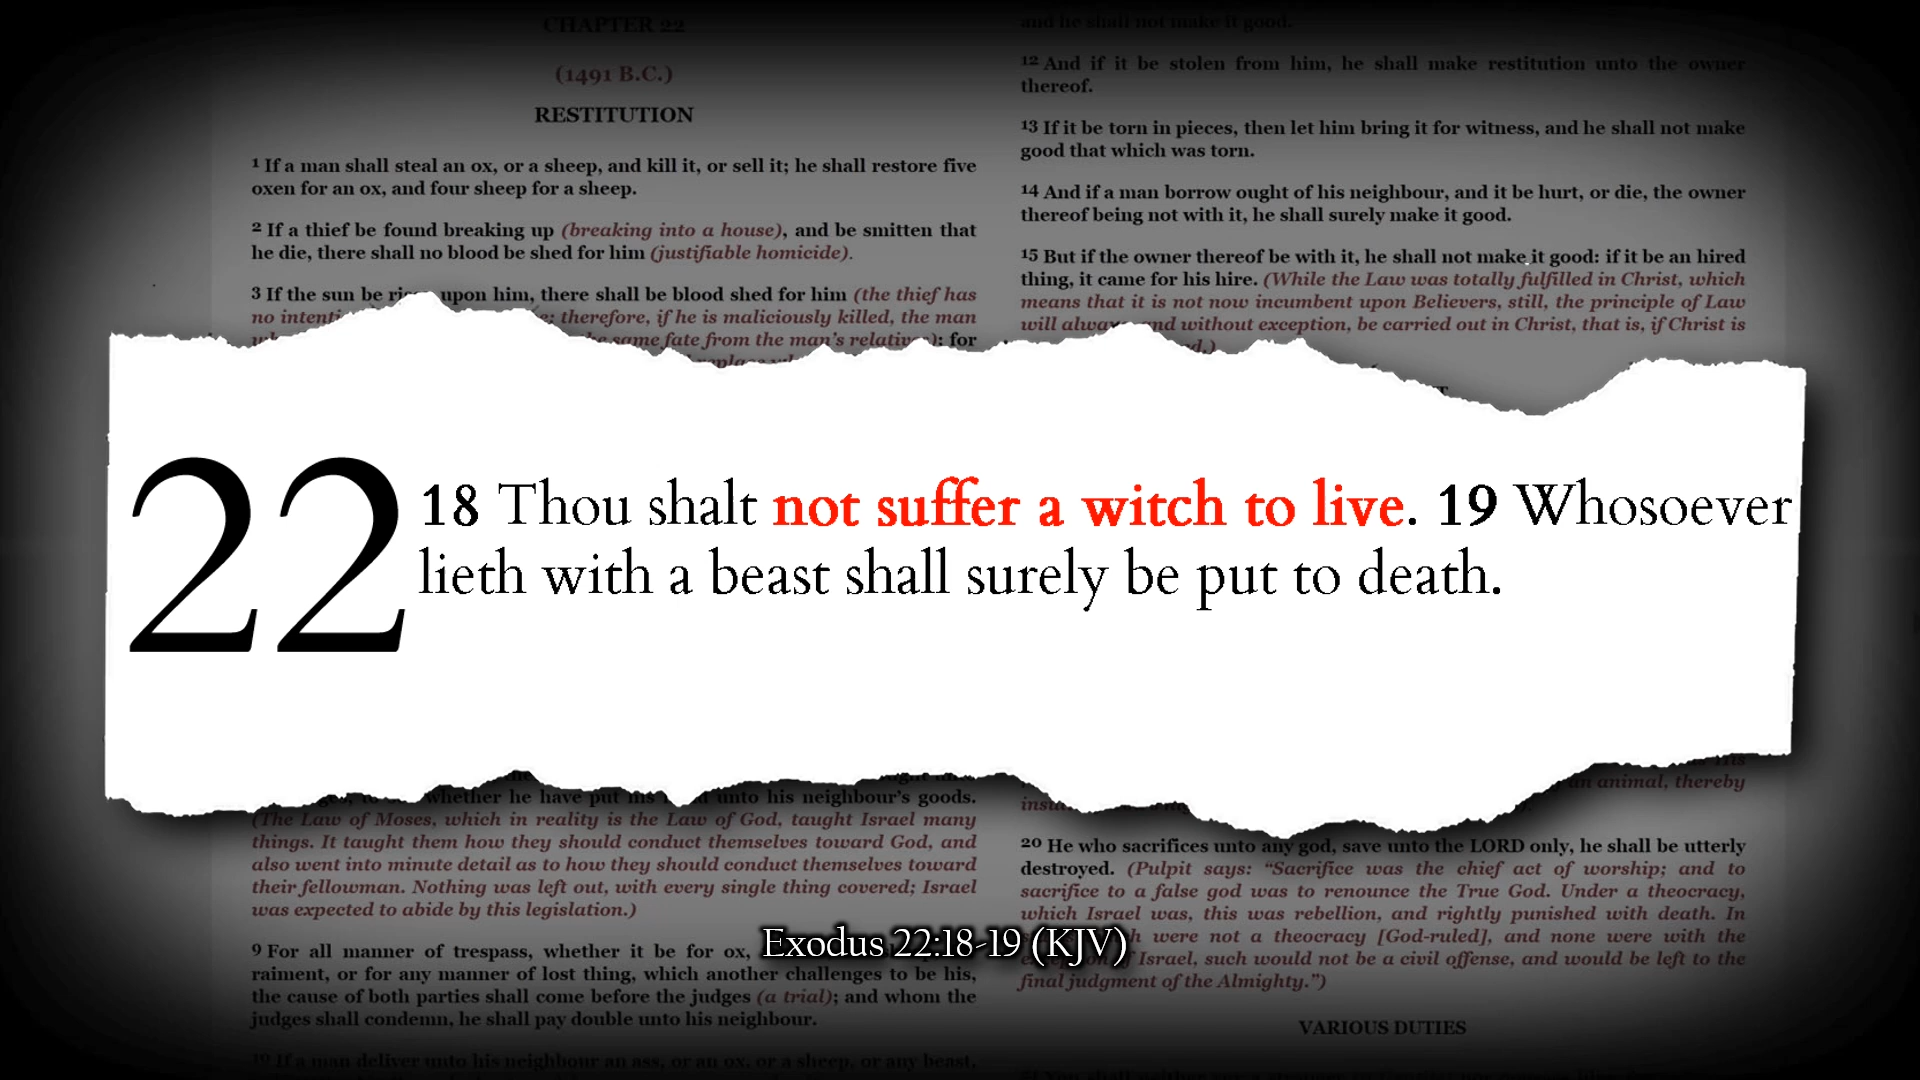 CHAPTER 22
(1491 B.C.)
RESTITUTION
1 If a man shall steal an ox, or a sheep, and kill it, or sell it; he shall restore five
oxen for an ox, and four sheep for a sheep.
2 If a thief be found breaking up (breaking into a house), and be smitten that
he die, there shall no blood be shed for him (justifiable homicide).
3 If the sun be upon him, there shall be blood shed for him (the thief has
no therefore, if he is maliciously killed, the man
same fate from the man's for
and he shall not make it good.
12 And if it be stolen from him, he shall make restitution unto the owner
thereof.
13 If it be torn in pieces, then let him bring it for witness, and he shall not make
good that which was torn.
14 And if a man borrow ought of his neighbour, and it be hurt, or die, the owner
thereof being not with it, he shall surely make it good.
15 But if the owner thereof be with it, he shall not make it good: if it be an hired
thing, it came for his hire. (While the Law was totally fulfilled in Christ, which
means that it is not now incumbent upon Believers, still, the principle of Law
will and without exception, be carried out in Christ, that is, if Christ is
22
18 Thou shalt not suffer a witch to live. 19 Whosoever
lieth with a beast shall surely be put to death.
whether he have put his unto his neighbour's goods.
(The Law of Moses, which in reality is the Law of God, taught Israel many
things. It taught them how they should conduct themselves toward God, and
also went into minute detail as to how they should conduct themselves toward
their fellowman. Nothing was left out, with every single thing covered; Israel
was expected to abide by this legislation.)
9 For all manner of trespass, whether it be for ox,
raiment, or for any manner of lost thing, which another challenges to be his,
the cause of both parties shall come before the judges (a trial); and whom the
judges shall condemn, he shall pay double unto his neighbour.
10 If a man deliver unto his neighbour an ass, or an ox, or a sheep, or any beast,
an animal, thereby
20 He who sacrifices unto any god, save unto the LORD only, he shall be utterly
destroyed. (Pulpit says: “Sacrifice was the chief act of worship; and to
sacrifice to a false god was to renounce the True God. Under a theocracy,
which Israel was, this was rebellion, and rightly punished with death. In
were not a theocracy [God-ruled], and none were with the
Israel, such would not be a civil offense, and would be left to the
final judgment of the Almighty.”)
VARIOUS DUTIES
Exodus 22:18-19 (KJV)